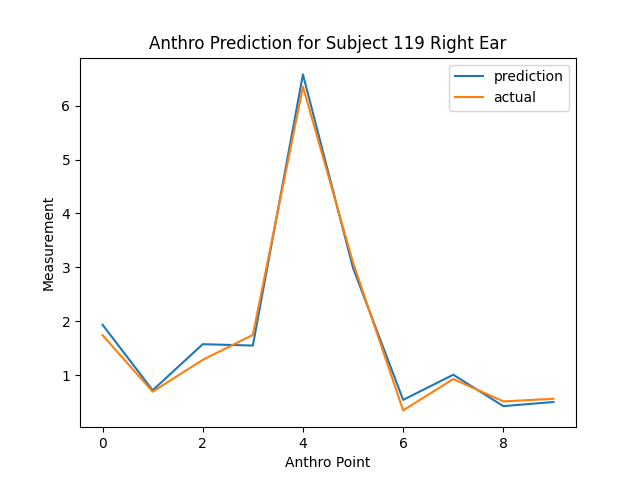 Anthro Prediction for Subject 119 Right Ear
prediction
actual
6
5
4
3
2
1
Measurement
0 2 4 6 8
Anthro Point